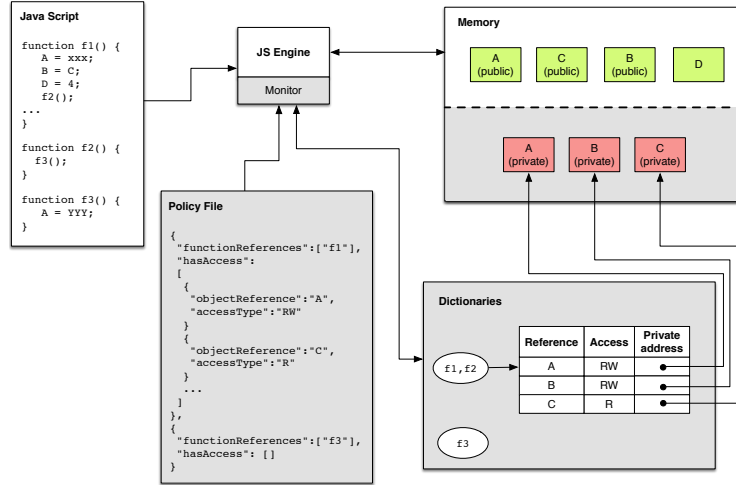 Java Script
function f1() {
A = xxx;
B = C;
D = 4;
f2();
...
}
function f2() {
f3();
}
function f3() {
A = YYY;
}
JS Engine
Monitor
Memory
A
(public)
C
(public)
B
(public)
D
A
(private)
B
(private)
C
(private)
Policy File
{
"functionReferences":["f1"],
"hasAccess":
[
{
"objectReference":"A",
"accessType":"RW"
}
{
"objectReference":"C",
"accessType":"R"
}
...
]
},
{
"functionReferences":["f3"],
"hasAccess": []
}
Dictionaries
f1,f2
f3
Reference Access Private address
A RW
B RW
C R